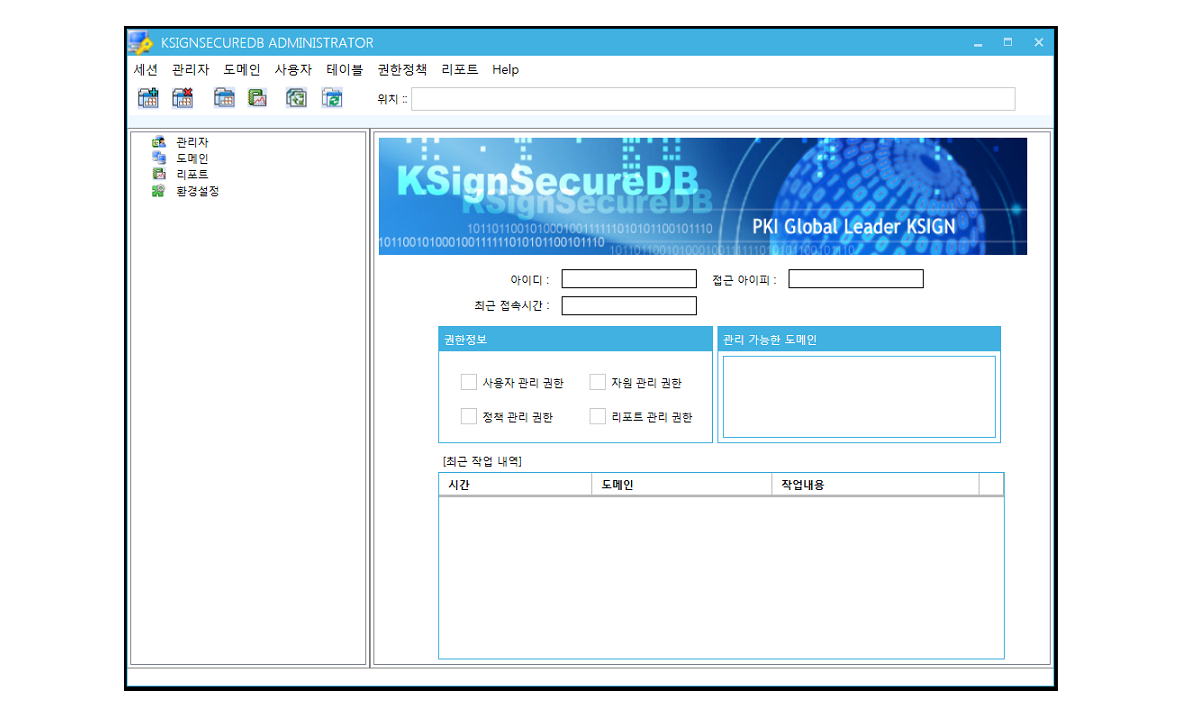 KSIGNSECUREDB ADMINISTRATOR
세션 관리자 도메인 사용자 테이블 권한정책 리포트 Help
위치 ::
관리자
도메인
리포트
환경설정
KSignSecureDB
KSignSecureDB
1011011001010001001111110101011001011110
PKI Global Leader KSIGN
아이디 :
접근 아이피 :
최근 접속시간 :
권한정보
관리 가능한 도메인
사용자 관리 권한
자원 관리 권한
정책 관리 권한
리포트 관리 권한
[최근 작업 내역]
시간 도메인 작업내용